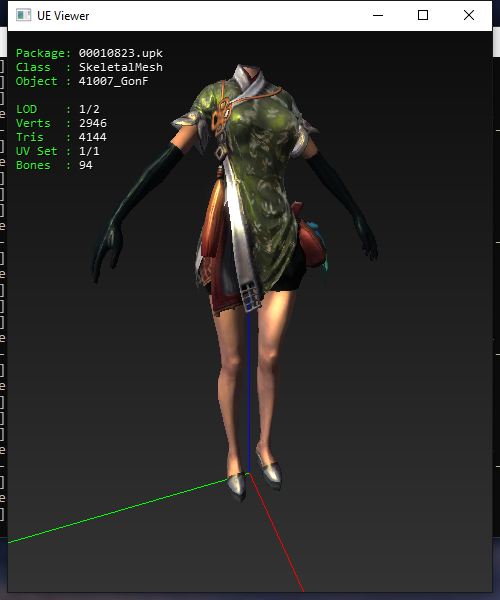 UE Viewer
Package: 00010823.upk
Class : SkeletalMesh
Object : 41007_GonF
LOD : 1/2
Verts : 2946
Tris : 4144
UV Set : 1/1
Bones : 94